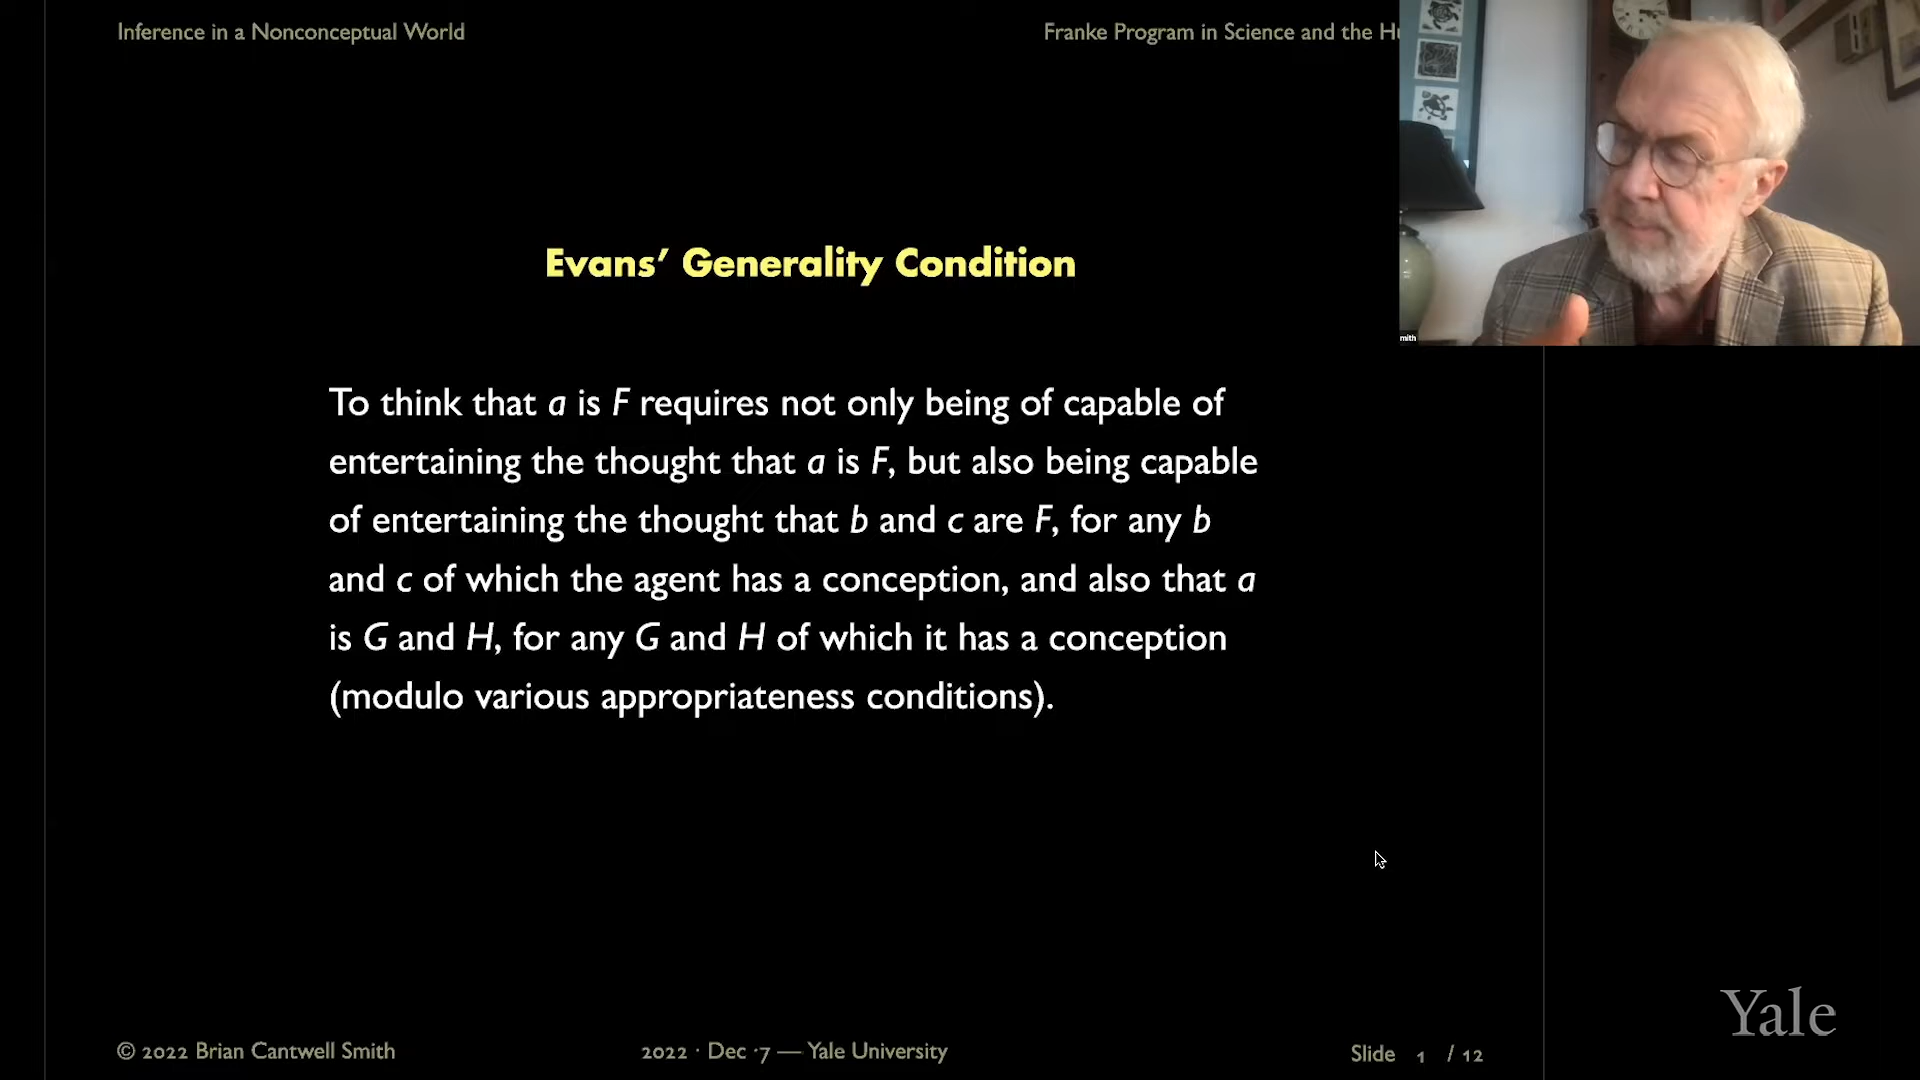 Inference in a Nonconceptual World
Franke Program in Science and the
mith
Evans’ Generality Condition
To think that a is F requires not only being of capable of
entertaining the thought that a is F, but also being capable
of entertaining the thought that b and c are F, for any b
and c of which the agent has a conception, and also that a
is G and H, for any G and H of which it has a conception
(modulo various appropriateness conditions).
Yale
© 2022 Brian Cantwell Smith
2022 · Dec ·7 — Yale University
Slide 1 / 12